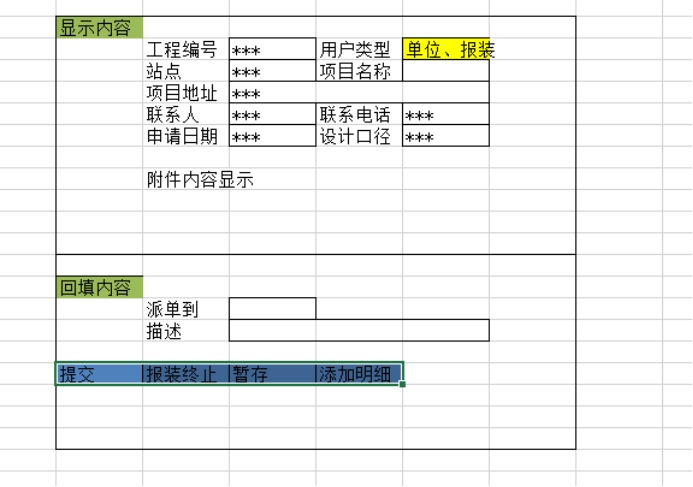 显示内容
工程编号 *** 用户类型 单位、报装
站点 *** 项目名称
项目地址 ***
联系人 *** 联系电话 ***
申请日期 *** 设计口径 ***
附件内容显示
回填内容
派单到
描述
提交 报装终止 暂存 添加明细